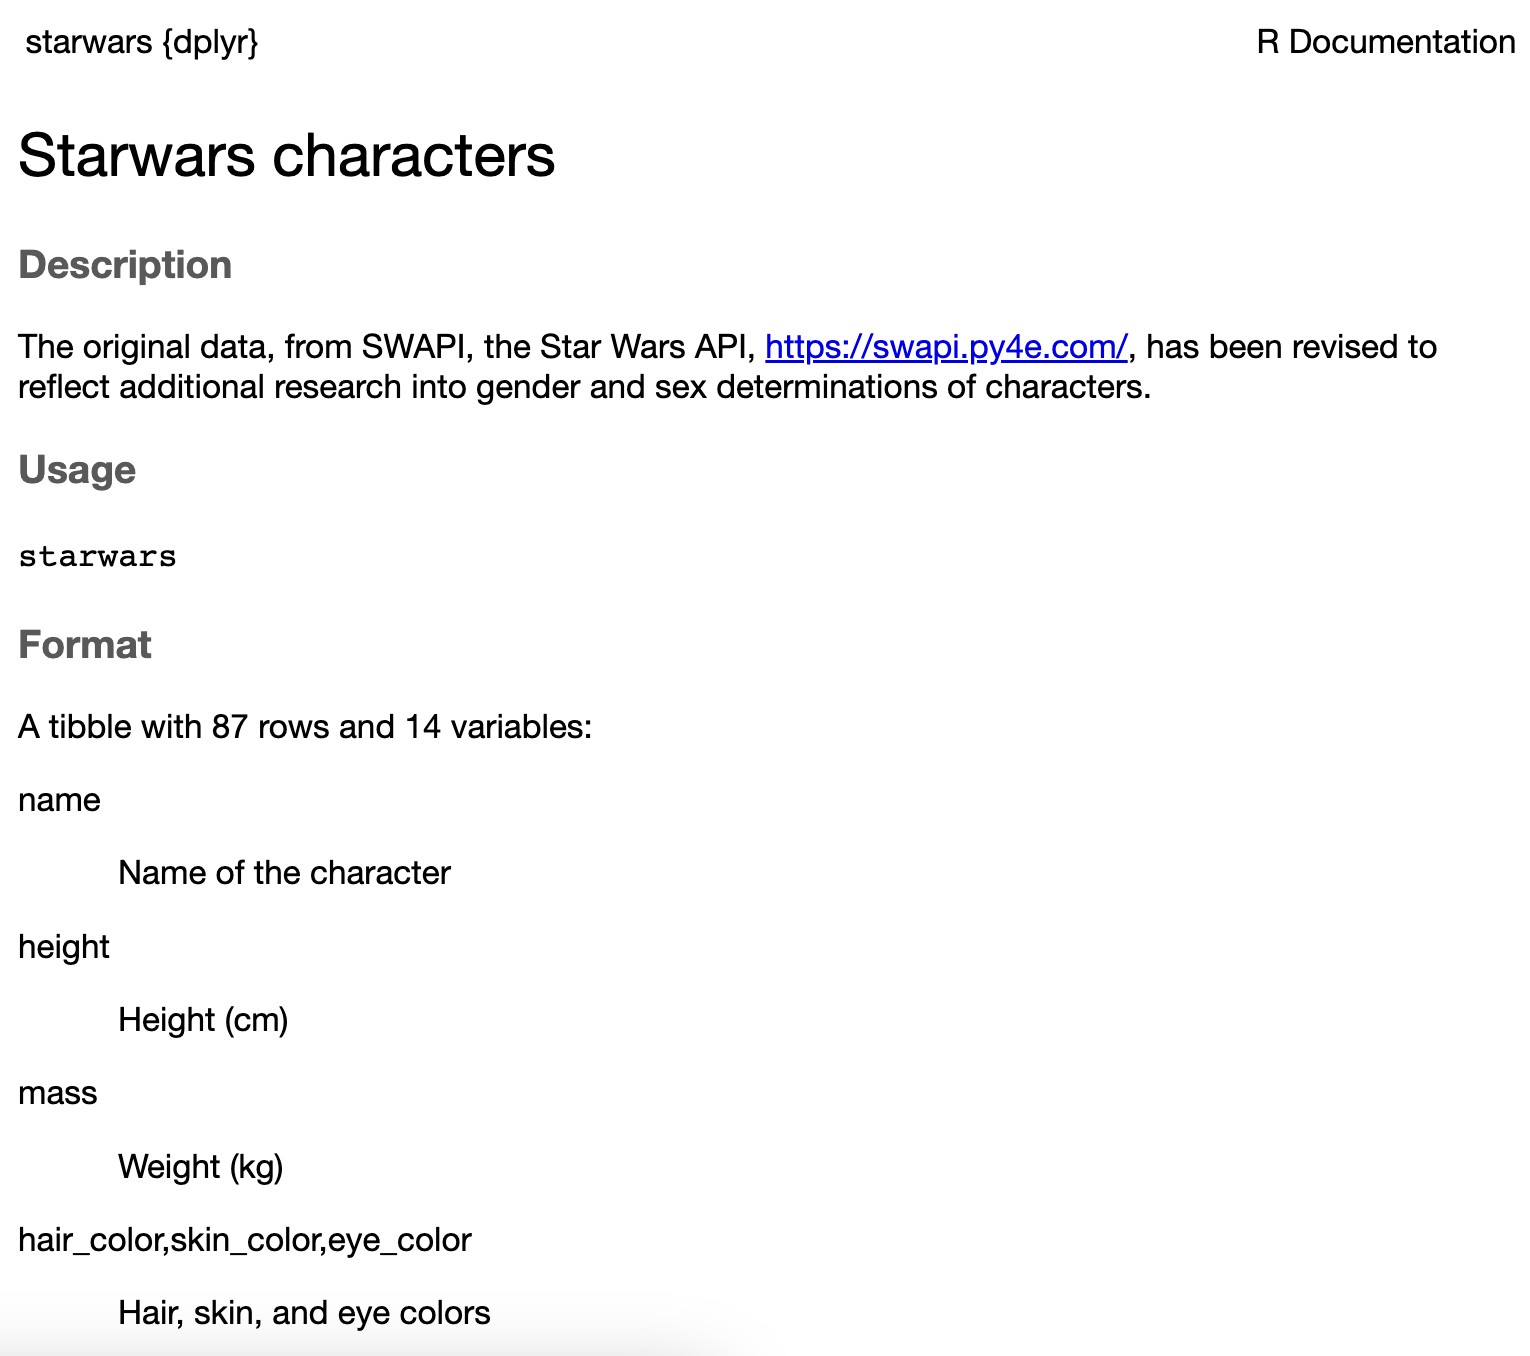 starwars {dplyr}
R Documentation
Starwars characters
Description
The original data, from SWAPI, the Star Wars API, https://swapi.py4e.com/, has been revised to
reflect additional research into gender and sex determinations of characters.
Usage
starwars
Format
A tibble with 87 rows and 14 variables:
name
Name of the character
height
Height (cm)
mass
Weight (kg)
hair_color,skin_color,eye_color
Hair, skin, and eye colors